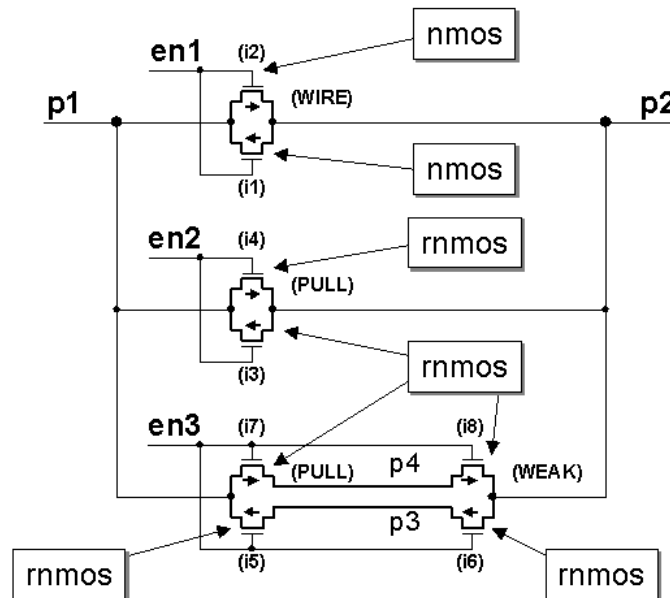 nmos
en1 (i2)
p1 (WIRE) p2
nmos
(i1)
en2 (i4) rnmos
(PULL)
rnmos
(i3)
en3 (i7) (i8)
(PULL) p4 (WEAK)
p3
rnmos (i5) (i6) rnmos